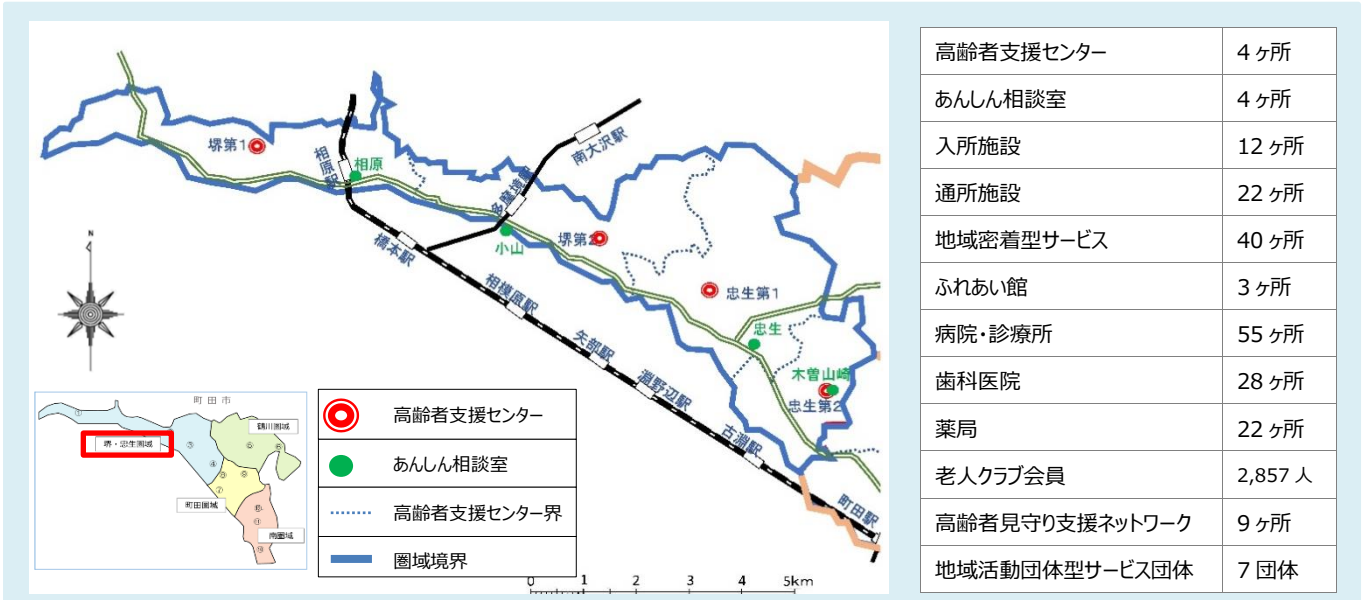 堺第1
相原
相原駅
南大沢駅
多摩境駅
小山
堺第2
橋本駅
相模原駅
忠生第1
矢部駅
忠生
淵野辺駅
木曽山崎
忠生第2
古淵駅
町田駅
N
町田市
鶴川圏域
堺・忠生圏域
町田圏域
南圏域
高齢者支援センター
あんしん相談室
高齢者支援センター界
圏域境界
0 1 2 3 4 5km
高齢者支援センター 4ヶ所
あんしん相談室 4ヶ所
入所施設 12ヶ所
通所施設 22ヶ所
地域密着型サービス 40ヶ所
ふれあい館 3ヶ所
病院・診療所 55ヶ所
歯科医院 28ヶ所
薬局 22ヶ所
老人クラブ会員 2,857人
高齢者見守り支援ネットワーク 9ヶ所
地域活動団体型サービス団体 7団体